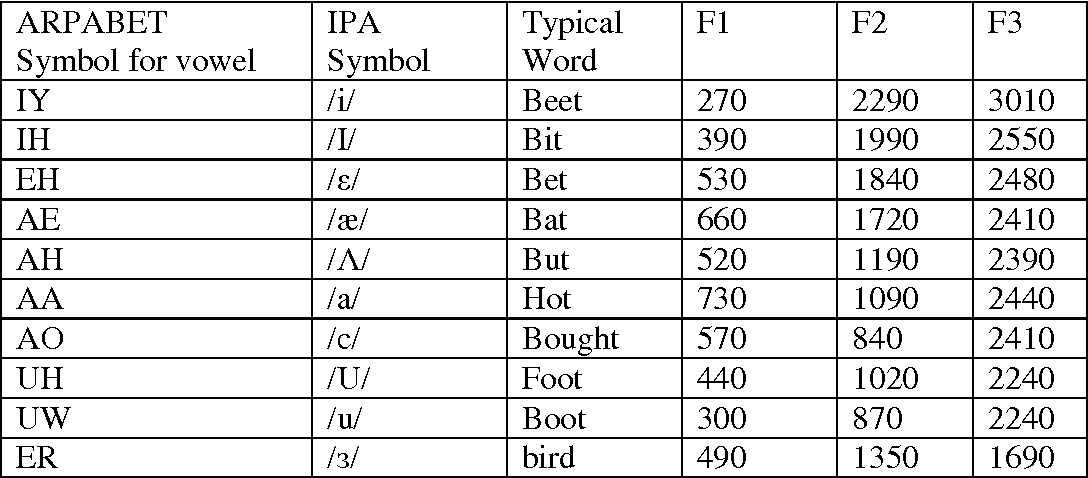 ARPABET IPA Typical F1 F2 F3
Symbol for vowel Symbol Word
IY /i/ Beet 270 2290 3010
IH /I/ Bit 390 1990 2550
EH /ε/ Bet 530 1840 2480
AE /æ/ Bat 660 1720 2410
AH /Λ/ But 520 1190 2390
AA /a/ Hot 730 1090 2440
AO /c/ Bought 570 840 2410
UH /U/ Foot 440 1020 2240
UW /u/ Boot 300 870 2240
ER /ɜ/ bird 490 1350 1690